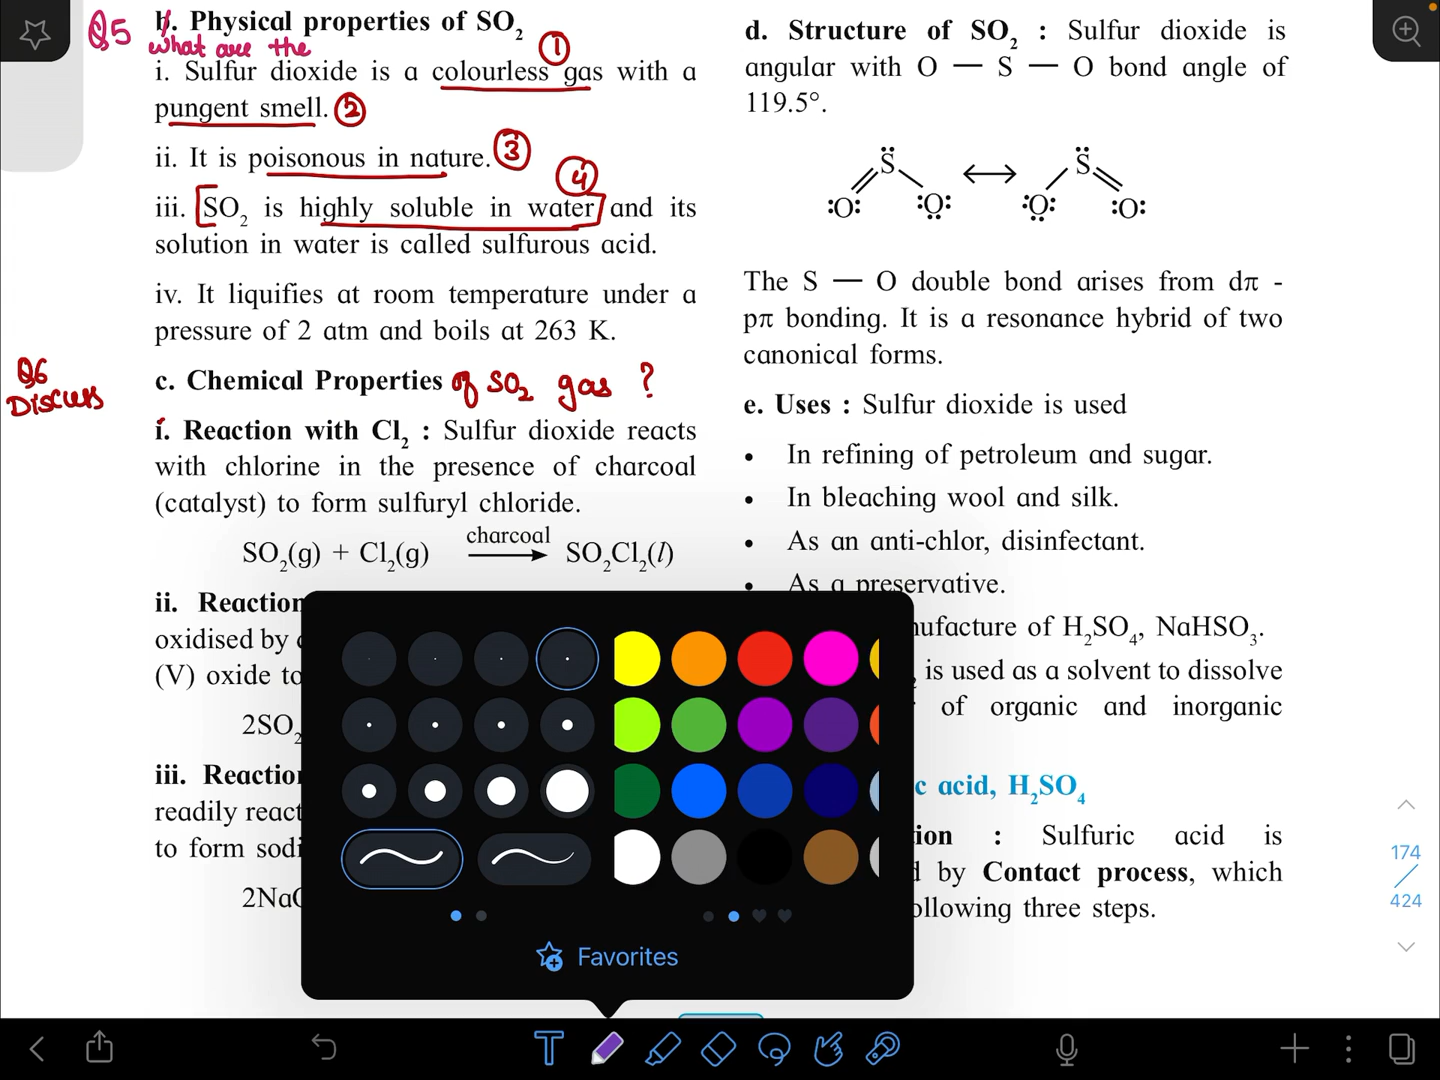 Q5 b. Physical properties of SO2
What are the
1
i. Sulfur dioxide is a colourless gas with a
pungent smell. 2
ii. It is poisonous in nature. 3
4
iii. [SO2 is highly soluble in water] and its
solution in water is called sulfurous acid.
iv. It liquifies at room temperature under a
pressure of 2 atm and boils at 263 K.
Q6
Discuss
c. Chemical Properties of SO2 gas ?
i. Reaction with Cl2 : Sulfur dioxide reacts
with chlorine in the presence of charcoal
(catalyst) to form sulfuryl chloride.
charcoal
SO2(g) + Cl2(g) → SO2Cl2(l)
ii. Reaction
oxidised by
(V) oxide to
2SO2
iii. Reaction
readily react
to form sodi
2NaO
d. Structure of SO2 : Sulfur dioxide is
angular with O — S — O bond angle of
119.5°.
S ↔ S
:O: :O: :O: :O:
The S — O double bond arises from dπ -
pπ bonding. It is a resonance hybrid of two
canonical forms.
e. Uses : Sulfur dioxide is used
• In refining of petroleum and sugar.
• In bleaching wool and silk.
• As an anti-chlor, disinfectant.
• As a preservative.
nufacture of H2SO4, NaHSO3.
2 is used as a solvent to dissolve
of organic and inorganic
c acid, H2SO4
tion : Sulfuric acid is
d by Contact process, which
ollowing three steps.
174
424
Favorites
T